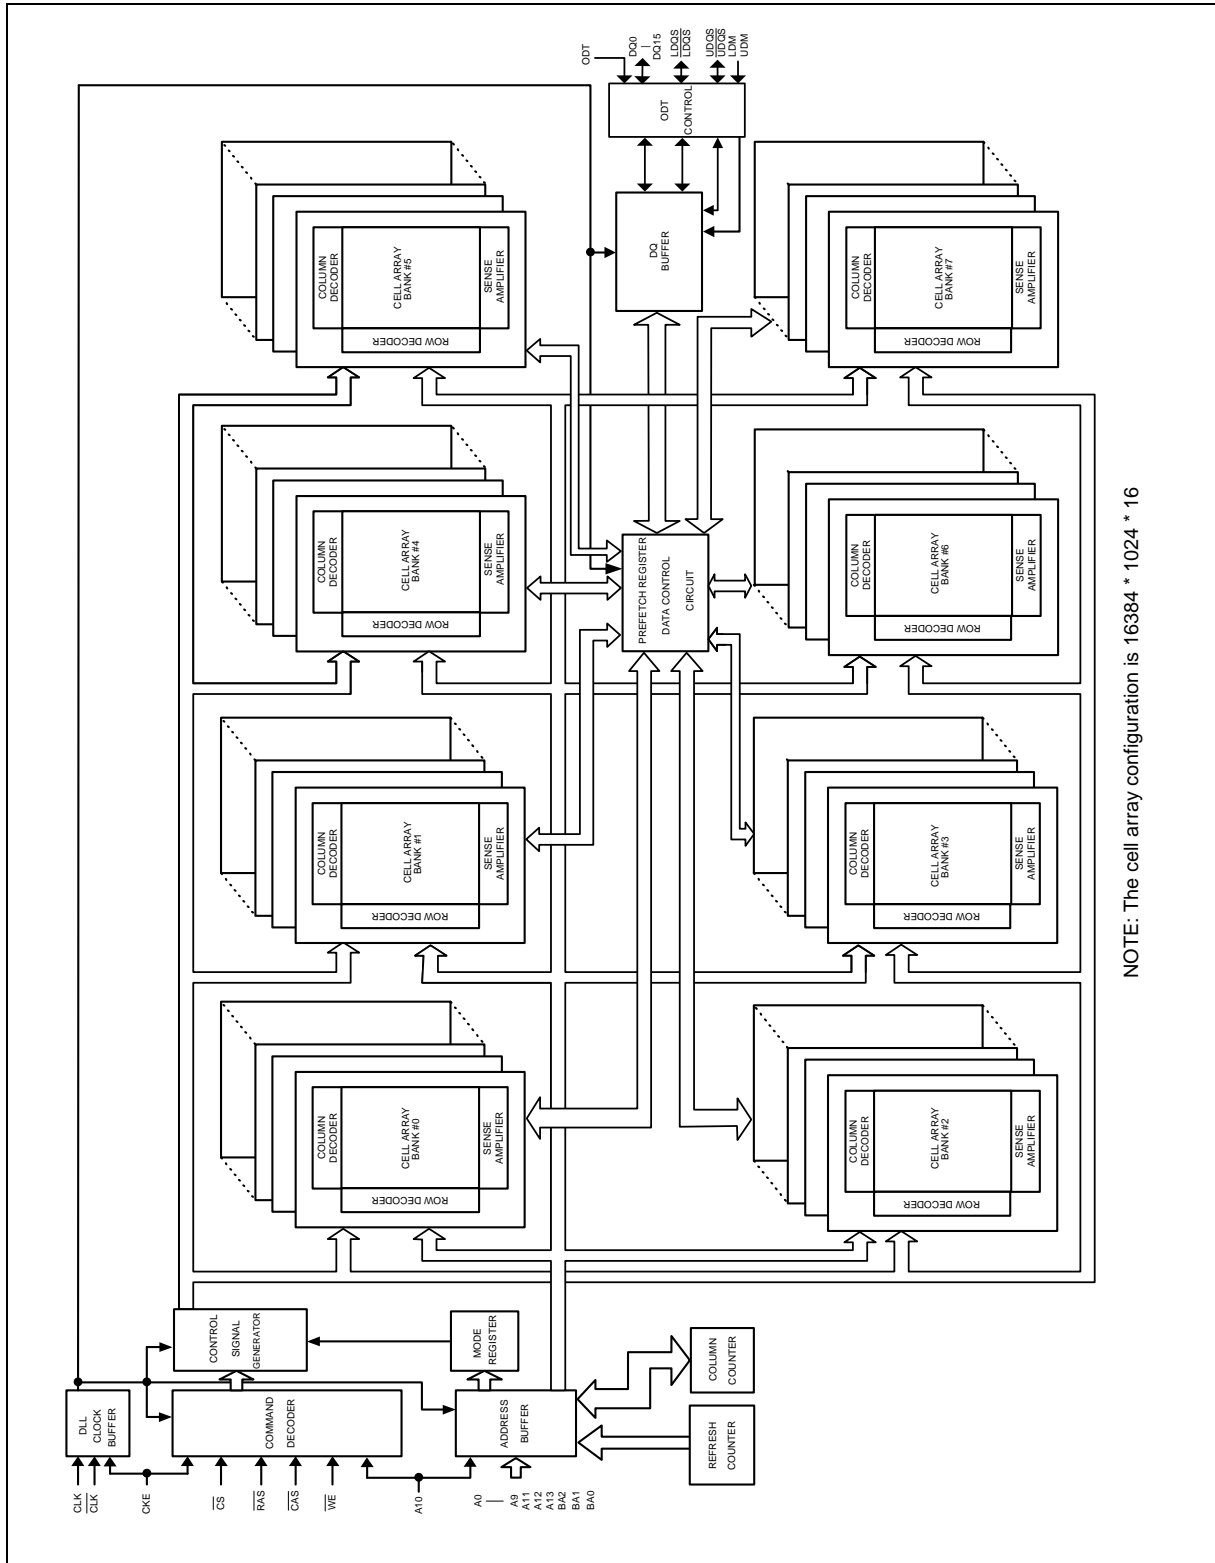 CLK
CLK
CKE
CS
RAS
CAS
WE
A10
A0
A9
A11
A12
A13
BA2
BA1
BA0
DLL
CLOCK
BUFFER
COMMAND
DECODER
ADDRESS
BUFFER
REFRESH
COUNTER
COLUMN
COUNTER
CONTROL
SIGNAL
GENERATOR
MODE
REGISTER
COLUMN
DECODER
CELL ARRAY
BANK #0
SENSE
AMPLIFIER
ROW DECODER
COLUMN
DECODER
CELL ARRAY
BANK #1
SENSE
AMPLIFIER
ROW DECODER
COLUMN
DECODER
CELL ARRAY
BANK #4
SENSE
AMPLIFIER
ROW DECODER
COLUMN
DECODER
CELL ARRAY
BANK #5
SENSE
AMPLIFIER
ROW DECODER
PREFETCH REGISTER
DATA CONTROL
CIRCUIT
DQ
BUFFER
ODT
CONTROL
ODT
DQ0
DQ15
LDQS
LDQS
UDQS
UDQS
LDM
UDM
COLUMN
DECODER
CELL ARRAY
BANK #2
SENSE
AMPLIFIER
ROW DECODER
COLUMN
DECODER
CELL ARRAY
BANK #3
SENSE
AMPLIFIER
ROW DECODER
COLUMN
DECODER
CELL ARRAY
BANK #6
SENSE
AMPLIFIER
ROW DECODER
COLUMN
DECODER
CELL ARRAY
BANK #7
SENSE
AMPLIFIER
ROW DECODER
NOTE: The cell array configuration is 16384 * 1024 * 16